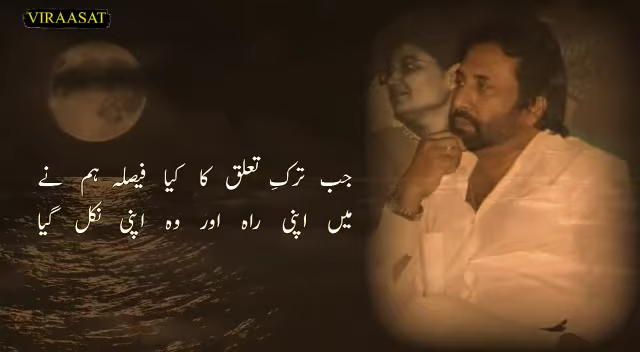 VIRAASAT
جب ترکِ تعلق کا کیا فیصلہ ہم نے
میں اپنی راہ اور وہ اپنی نکل گیا